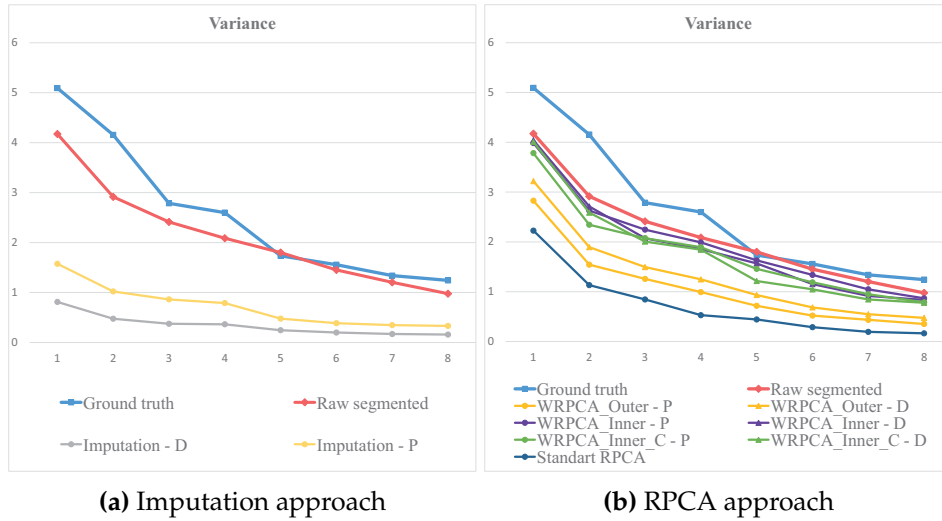 Variance
6
5
4
3
2
1
0
1 2 3 4 5 6 7 8
Ground truth Raw segmented
Imputation - D Imputation - P
(a) Imputation approach
Variance
6
5
4
3
2
1
0
1 2 3 4 5 6 7 8
Ground truth Raw segmented
WRPCA_Outer - P WRPCA_Outer - D
WRPCA_Inner - P WRPCA_Inner - D
WRPCA_Inner_C - P WRPCA_Inner_C - D
Standart RPCA
(b) RPCA approach